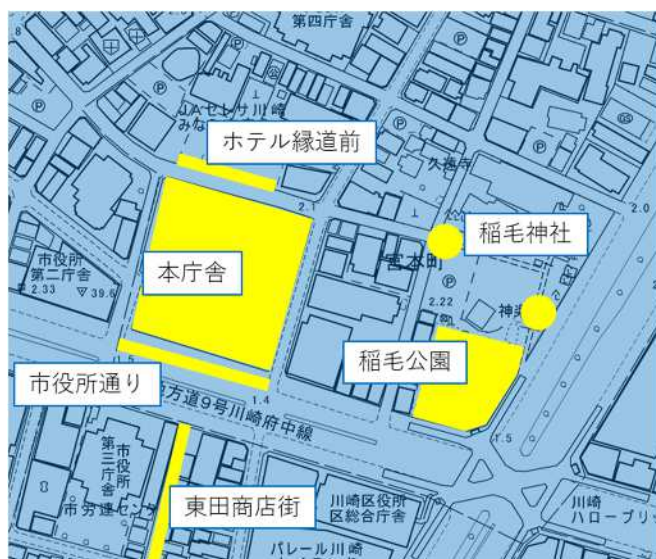 第四庁舎
JAセレサ川崎
ホテル縁道前
久遠寺
2.0
2.1
稲毛神社
宮本町
市役所
第二庁舎
2.33
39.6
本庁舎
2.22
稲毛公園
市役所通り
1.4
地方道9号川崎府中線
1.5
市役所
第三庁舎
東田商店街
川崎区役所
区総合庁舎
川崎
ハローブリッ
パレール川崎